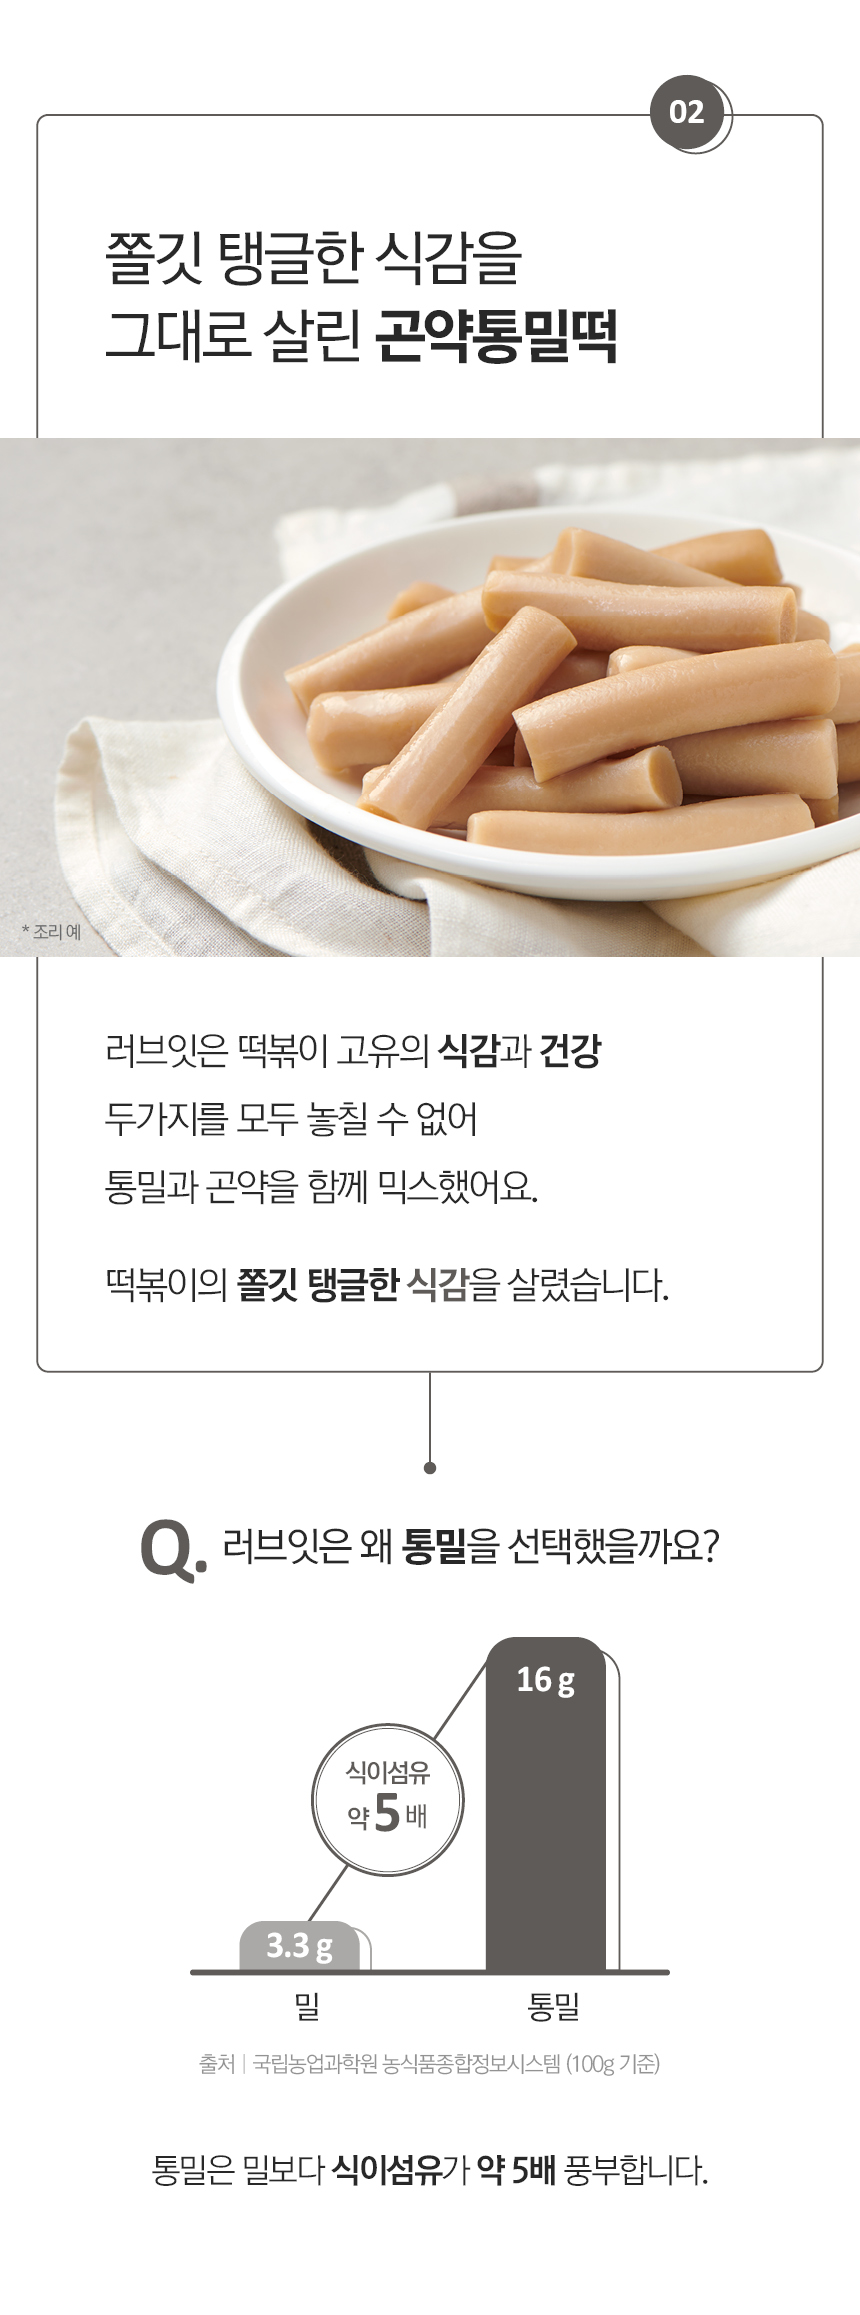 02
쫄깃 탱글한 식감을
그대로 살린 곤약통밀떡
* 조리 예
러브잇은 떡볶이 고유의 식감과 건강
두가지를 모두 놓칠 수 없어
통밀과 곤약을 함께 믹스했어요.
떡볶이의 쫄깃 탱글한 식감을 살렸습니다.
Q. 러브잇은 왜 통밀을 선택했을까요?
16 g
식이섬유
약 5 배
3.3 g
밀
통밀
출처 | 국립농업과학원 농식품종합정보시스템 (100g 기준)
통밀은 밀보다 식이섬유가 약 5배 풍부합니다.